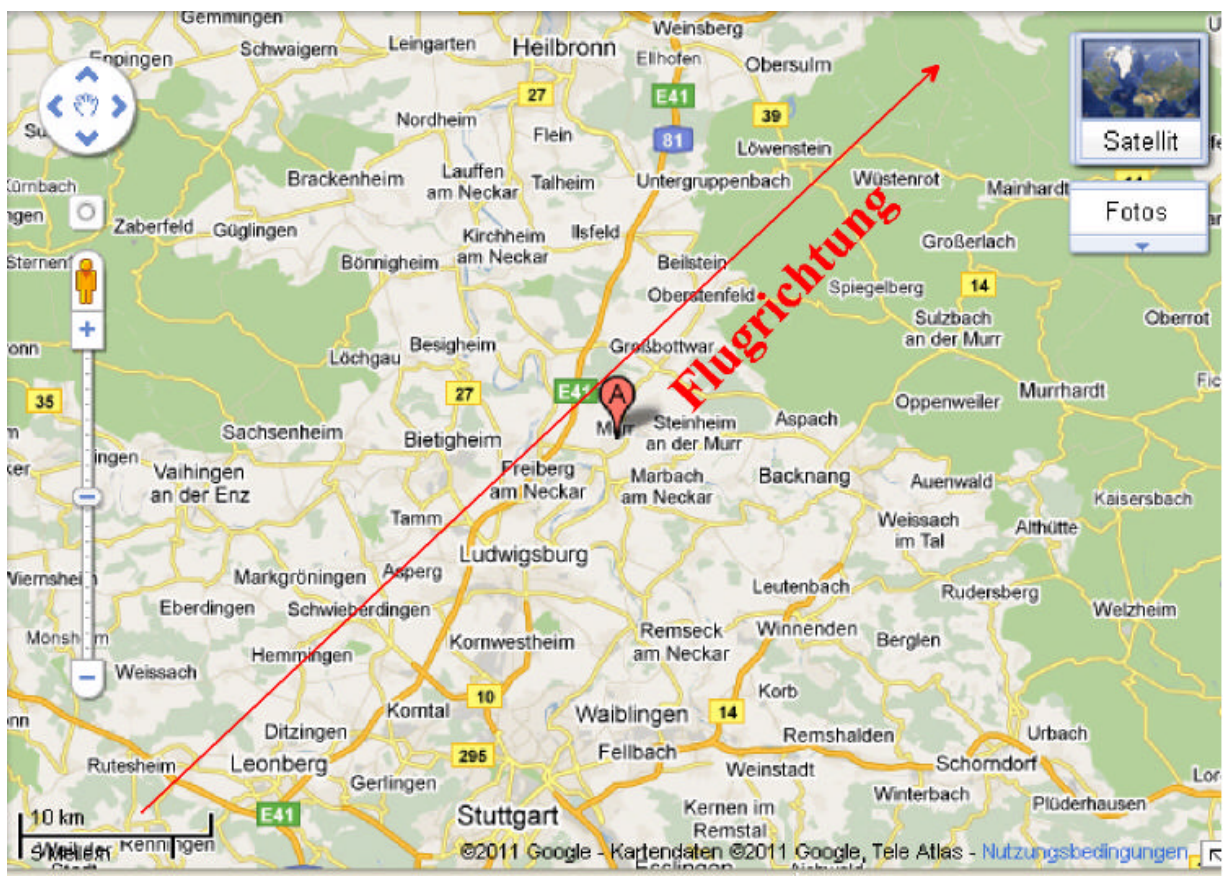 Gemmingen
Weinsberg
Eppingen
Schwaigern
Leingarten
Heilbronn
Ellhofen
Obersulm
27
E41
39
Satellit
Nordheim
Flein
81
Löwenstein
Kürnbach
Brackenheim
Lauffen
am Neckar
Talheim
Untergruppenbach
Wüstenrot
Mainhardt
Fotos
Zaberfeld
Güglingen
Kirchheim
am Neckar
Ilsfeld
Großerlach
Bönnigheim
Beilstein
Oberstenfeld
Spiegelberg
14
Flugrichtung
Sulzbach
an der Murr
Oberrot
Löchgau
Besigheim
Großbottwar
35
27
E41
A
Oppenweiler
Murrhardt
Sachsenheim
Bietigheim
Murr
Steinheim
an der Murr
Aspach
Vaihingen
an der Enz
Freiberg
am Neckar
Marbach
am Neckar
Backnang
Auenwald
Kaisersbach
Tamm
Weissach
im Tal
Althütte
Ludwigsburg
Markgröningen
Asperg
Leutenbach
Rudersberg
Eberdingen
Schwieberdingen
Welzheim
Hemmingen
Kornwestheim
Remseck
am Neckar
Winnenden
Berglen
Weissach
10
Korb
Korntal
Waiblingen
14
Ditzingen
Remshalden
Urbach
Rutesheim
Leonberg
295
Fellbach
Weinstadt
Schorndorf
Gerlingen
Winterbach
Plüderhausen
10 km
E41
Stuttgart
Kernen im
Remstal
Renningen
©2011 Google - Kartendaten ©2011 Google, Tele Atlas - Nutzungsbedingungen